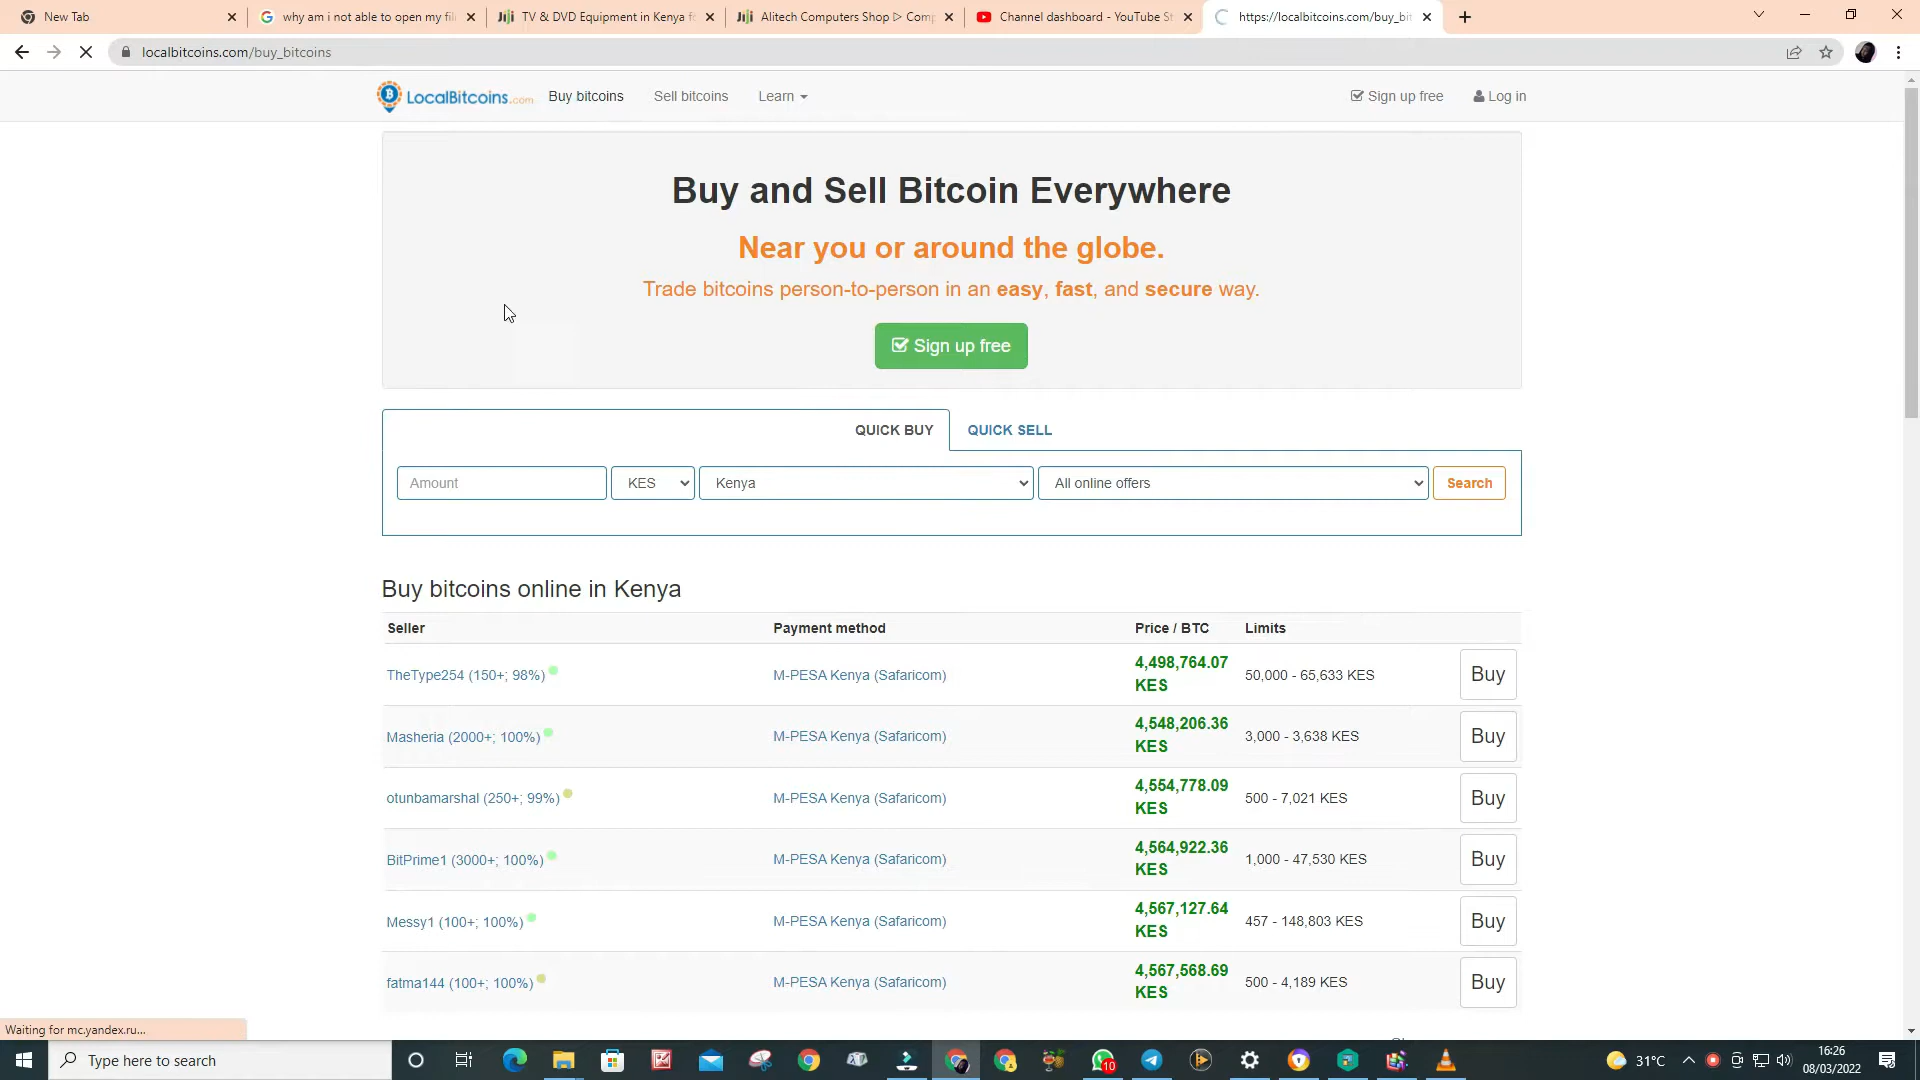 New Tab
why am i not able to open my fil
TV & DVD Equipment in Kenya fo
Alitech Computers Shop ▷ Comp
Channel dashboard - YouTube St
https://localbitcoins.com/buy_bit
localbitcoins.com/buy_bitcoins
LocalBitcoins.com
Buy bitcoins
Sell bitcoins
Learn
Sign up free
Log in
Buy and Sell Bitcoin Everywhere
Near you or around the globe.
Trade bitcoins person-to-person in an easy, fast, and secure way.
Sign up free
QUICK BUY
QUICK SELL
Amount
KES
Kenya
All online offers
Search
Buy bitcoins online in Kenya
Seller
Payment method
Price / BTC
Limits
TheType254 (150+; 98%)
M-PESA Kenya (Safaricom)
4,498,764.07
KES
50,000 - 65,633 KES
Buy
Masheria (2000+; 100%)
M-PESA Kenya (Safaricom)
4,548,206.36
KES
3,000 - 3,638 KES
Buy
otunbamarshal (250+; 99%)
M-PESA Kenya (Safaricom)
4,554,778.09
KES
500 - 7,021 KES
Buy
BitPrime1 (3000+; 100%)
M-PESA Kenya (Safaricom)
4,564,922.36
KES
1,000 - 47,530 KES
Buy
Messy1 (100+; 100%)
M-PESA Kenya (Safaricom)
4,567,127.64
KES
457 - 148,803 KES
Buy
fatma144 (100+; 100%)
M-PESA Kenya (Safaricom)
4,567,568.69
KES
500 - 4,189 KES
Buy
Waiting for mc.yandex.ru...
Type here to search
10
31°C
16:26
08/03/2022